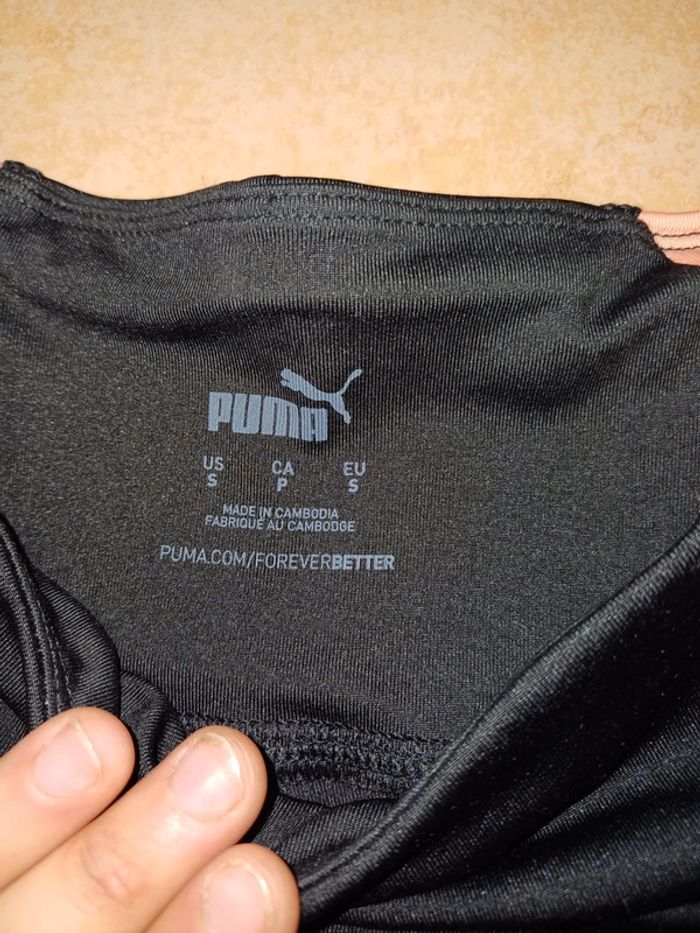 PUMA
US CA EU
S P S
MADE IN CAMBODIA
FABRIQUÉ AU CAMBODGE
PUMA.COM/FOREVERBETTER